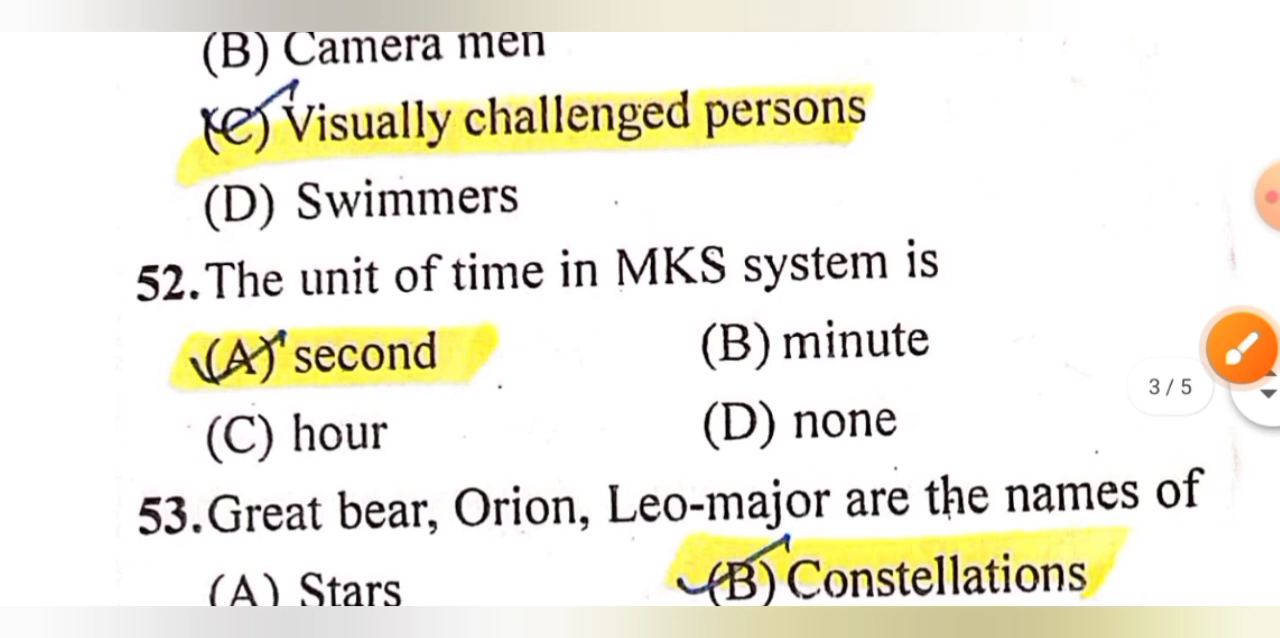 (B) Camera men
(C) Visually challenged persons
(D) Swimmers
52. The unit of time in MKS system is
(A) second (B) minute
(C) hour (D) none
3 / 5
53. Great bear, Orion, Leo-major are the names of
(A) Stars (B) Constellations